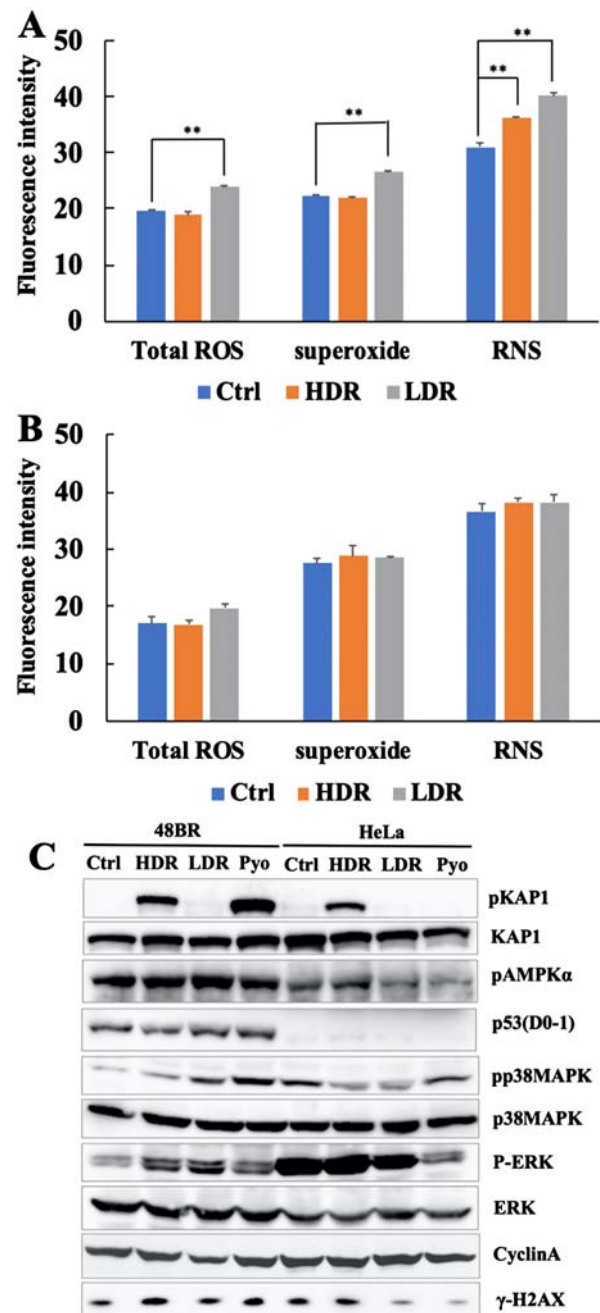 A
Fluorescence intensity
50
40
30
20
10
0
**
**
**
**
Total ROS superoxide RNS
Ctrl HDR LDR
B
Fluorescence intensity
50
40
30
20
10
0
Total ROS superoxide RNS
Ctrl HDR LDR
C
48BR HeLa
Ctrl HDR LDR Pyo Ctrl HDR LDR Pyo
pKAP1
KAP1
pAMPKα
p53(D0-1)
pp38MAPK
p38MAPK
P-ERK
ERK
CyclinA
γ-H2AX